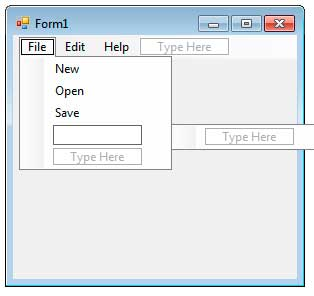 Form1
File Edit Help Type Here
New
Open
Save
Type Here
Type Here